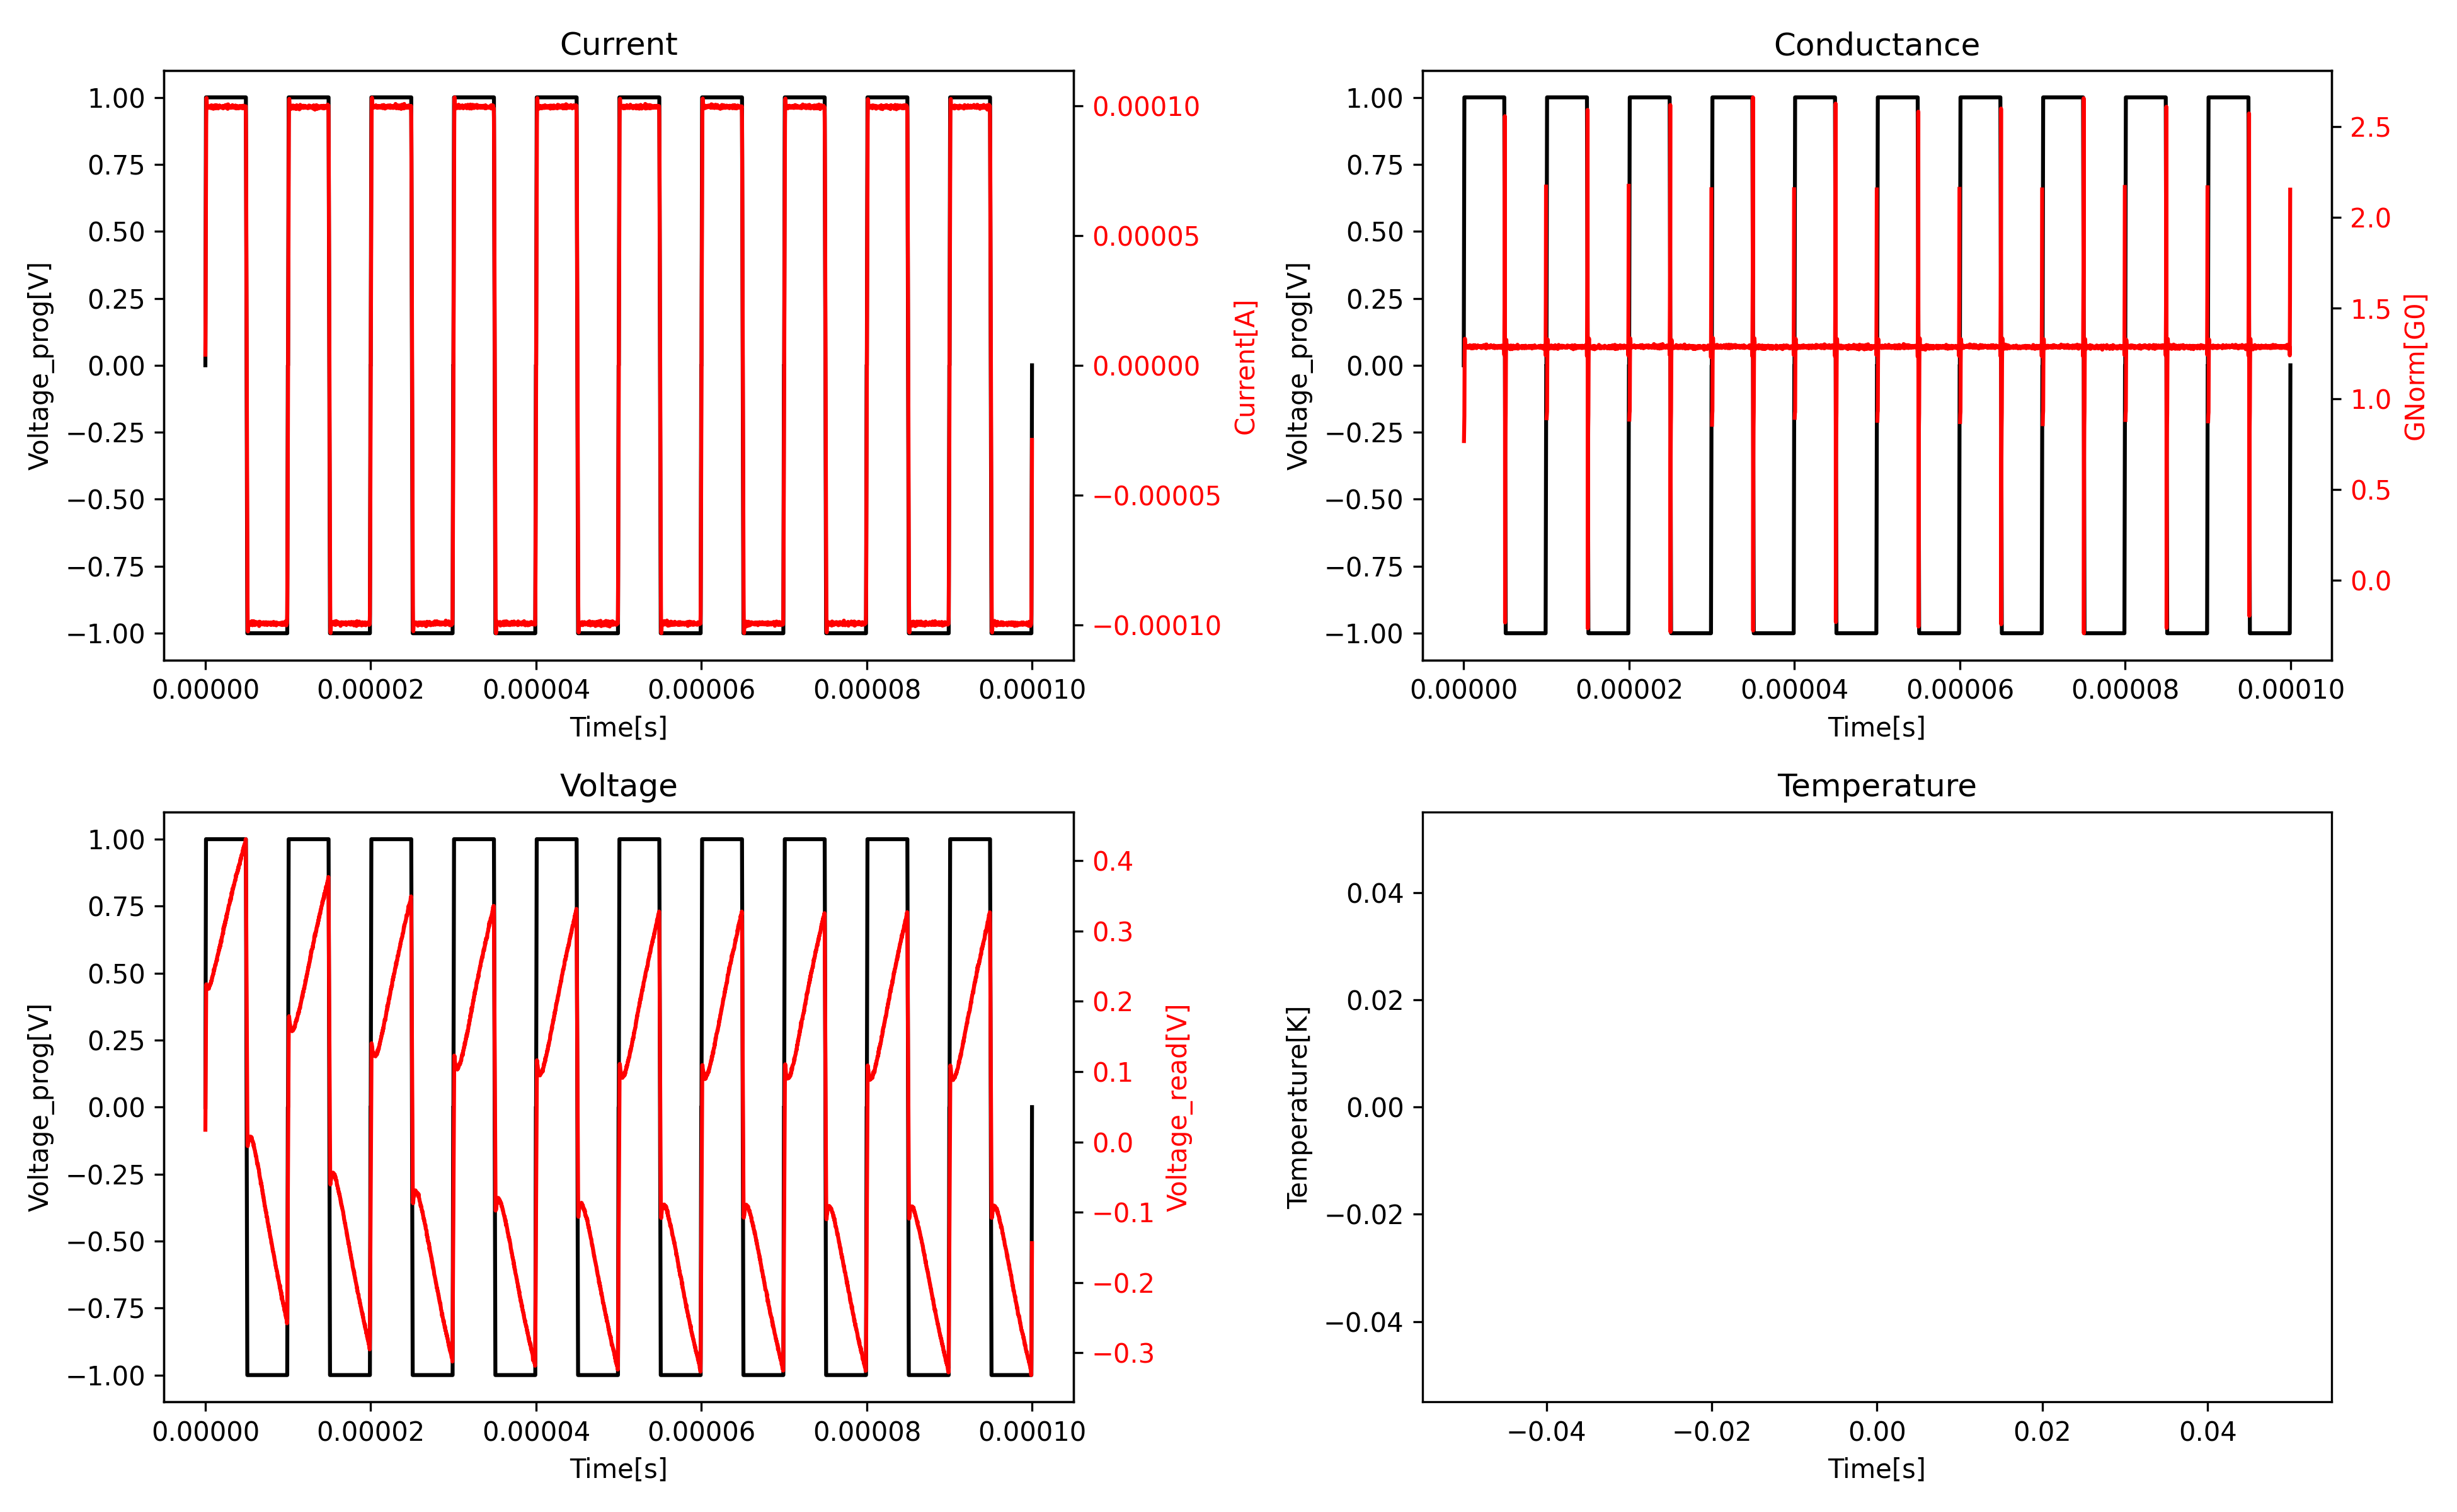 Current
1.00
0.75
0.50
0.25
0.00
−0.25
−0.50
−0.75
−1.00
Voltage_prog[V]
0.00010
0.00005
0.00000
−0.00005
−0.00010
Current[A]
0.00000 0.00002 0.00004 0.00006 0.00008 0.00010
Time[s]
Conductance
1.00
0.75
0.50
0.25
0.00
−0.25
−0.50
−0.75
−1.00
Voltage_prog[V]
2.5
2.0
1.5
1.0
0.5
0.0
GNorm[G0]
0.00000 0.00002 0.00004 0.00006 0.00008 0.00010
Time[s]
Voltage
1.00
0.75
0.50
0.25
0.00
−0.25
−0.50
−0.75
−1.00
Voltage_prog[V]
0.4
0.3
0.2
0.1
0.0
−0.1
−0.2
−0.3
Voltage_read[V]
0.00000 0.00002 0.00004 0.00006 0.00008 0.00010
Time[s]
Temperature
0.04
0.02
0.00
−0.02
−0.04
Temperature[K]
−0.04 −0.02 0.00 0.02 0.04
Time[s]